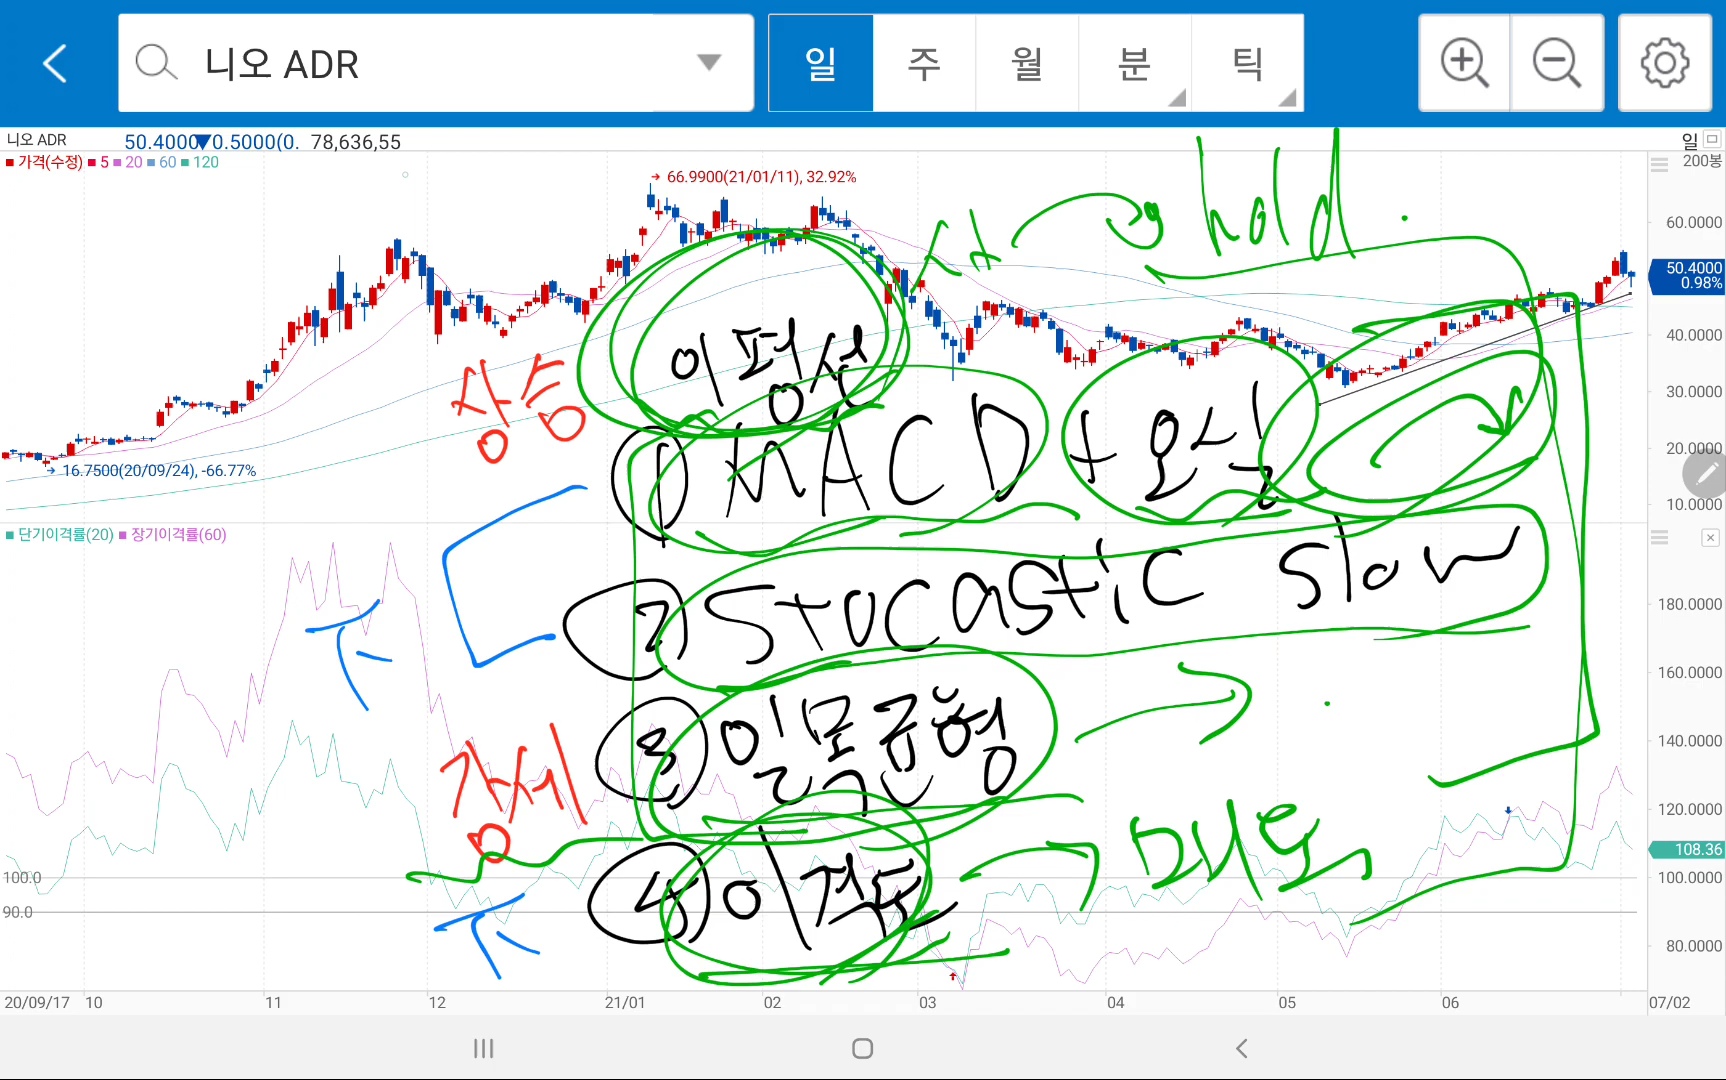 니오 ADR
일 주 월 분 틱
니오 ADR 50.4000▼0.5000(0. 78,636,55 일
■ 가격(수정) ■ 5 ■ 20 ■ 60 ■ 120 200봉
66.9900(21/01/11), 32.92%
60.0000
50.4000
0.98%
40.0000
30.0000
20.0000
10.0000
16.7500(20/09/24), -66.77%
hold
이평선
상승
① MACD + 오실
② Stocastic Slow
③ 일목균형
④ 이격도
매도
단기이격률(20) ■ 장기이격률(60)
180.0000
160.0000
140.0000
120.0000
108.36
100.0000
80.0000
100.0
90.0
20/09/17 10 11 12 21/01 02 03 04 05 06 07/02